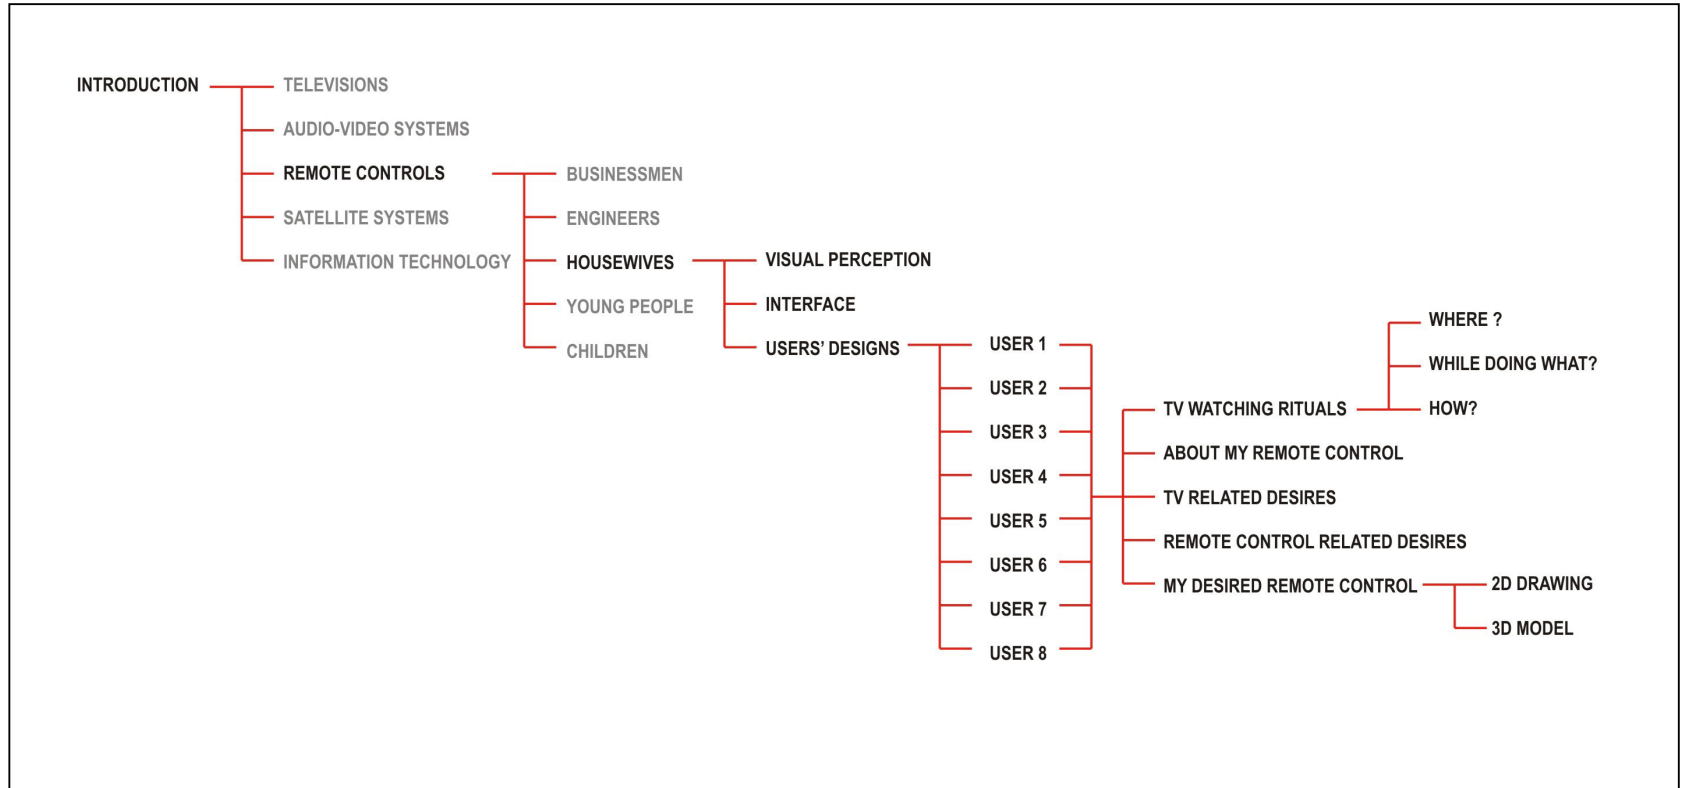 INTRODUCTION
TELEVISIONS
AUDIO-VIDEO SYSTEMS
REMOTE CONTROLS
SATELLITE SYSTEMS
INFORMATION TECHNOLOGY
BUSINESSMEN
ENGINEERS
HOUSEWIVES
YOUNG PEOPLE
CHILDREN
VISUAL PERCEPTION
INTERFACE
USERS’ DESIGNS
USER 1
USER 2
USER 3
USER 4
USER 5
USER 6
USER 7
USER 8
TV WATCHING RITUALS
ABOUT MY REMOTE CONTROL
TV RELATED DESIRES
REMOTE CONTROL RELATED DESIRES
MY DESIRED REMOTE CONTROL
WHERE ?
WHILE DOING WHAT?
HOW?
2D DRAWING
3D MODEL